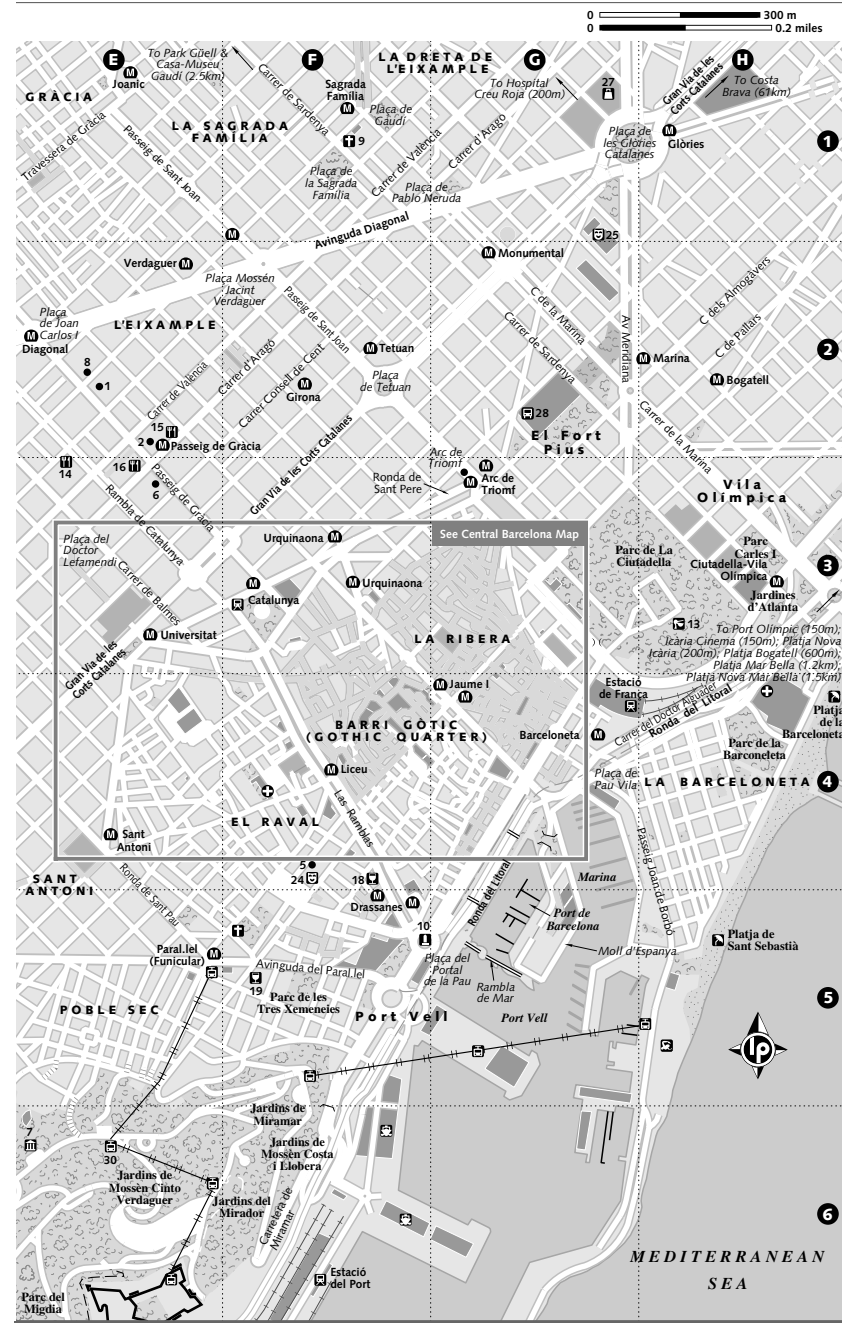 0 300 m
0 0.2 miles
E
F
G
H
To Park Güell &
Casa-Museu
Gaudí (2.5km)
Joanic
GRÀCIA
Travessera de Gràcia
LA SAGRADA
FAMÍLIA
Passeig de Sant Joan
Carrer de Sardenya
Sagrada
Família
LA DRETA DE
L'EIXAMPLE
Plaça de
Gaudí
9
Plaça de
la Sagrada
Família
Carrer de València
Carrer d'Aragó
Plaça de
Pablo Neruda
To Hospital
Creu Roja (200m)
27
Gran Via de les
Corts Catalanes
To Costa
Brava (61km)
Plaça de
les Glòries
Catalanes
Glòries
1
Avinguda Diagonal
25
Verdaguer
Monumental
Plaça Mossén
Jacint
Verdaguer
Passeig de Sant Joan
C de la Marina
Carrer de Sardenya
Av Meridiana
C dels Almogàvers
C de Pallars
Plaça
de Joan
Carlos I
Diagonal
L'EIXAMPLE
Carrer de València
Carrer d'Aragó
Carrer Consell de Cent
Tetuan
Plaça
de Tetuan
Girona
Marina
Bogatell
2
8
1
15
2
Passeig de Gràcia
14
16
6
Gran Via de les Corts Catalanes
28
El Fort
Pius
Carrer de la Marina
Arc de
Triomf
Ronda de
Sant Pere
Arc de
Triomf
Vila
Olímpica
Rambla de Catalunya
Passeig de Gràcia
See Central Barcelona Map
Plaça del
Doctor
Lefamendi
Urquinaona
Carrer de Balmes
Catalunya
Urquinaona
Universitat
LA RIBERA
Parc de La
Ciutadella
Parc
Carles I
Ciutadella-Vila
Olímpica
Jardines
d'Atlanta
3
13
To Port Olímpic (150m);
Icària Cinema (150m); Platja Nova
Icària (200m); Platja Bogatell (600m);
Platja Mar Bella (1.2km);
Platja Nova Mar Bella (1.5km)
Gran Via de les
Corts Catalanes
Jaume I
Estació
de França
Carrer del Doctor Aiguader
Ronda del Litoral
BARRI GÒTIC
(GOTHIC QUARTER)
Barceloneta
Platja
de la
Barceloneta
Parc de la
Barconeleta
Liceu
Plaça de
Pau Vila
LA BARCELONETA
4
EL RAVAL
Las Ramblas
Sant
Antoni
SANT
ANTONI
Ronda de Sant Pau
5
24
18
Drassanes
Ronda del Litoral
Marina
Port de
Barcelona
Moll d'Espanya
Passeig Joan de Borbó
Platja de
Sant Sebastià
10
Plaça del
Portal
de la Pau
Rambla
de Mar
Paral.lel
(Funicular)
Avinguda del Paral.lel
19
Parc de les
Tres Xemeneies
POBLE SEC
Port Vell
Port Vell
5
lp
7
30
Jardins de
Miramar
Jardins de
Mossèn Costa
i Llobera
Jardins de
Mossèn Cinto
Verdaguer
Jardins del
Mirador
Carretera de
Miramar
6
Estació
del Port
Parc del
Migdia
MEDITERRANEAN
SEA